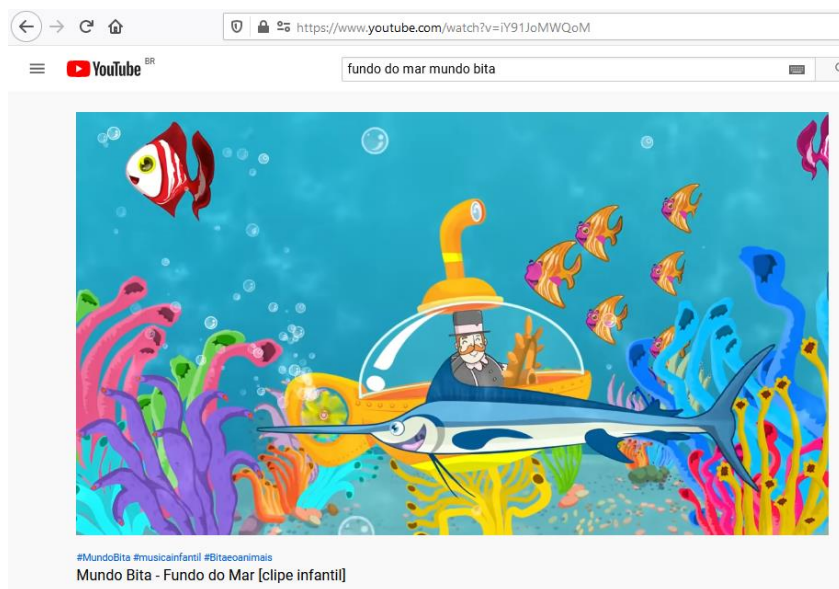 https://www.youtube.com/watch?v=iY91JoMWQoM
YouTube BR
fundo do mar mundo bita
#MundoBita #musicainfantil #Bitaeoanimais
Mundo Bita - Fundo do Mar [clipe infantil]